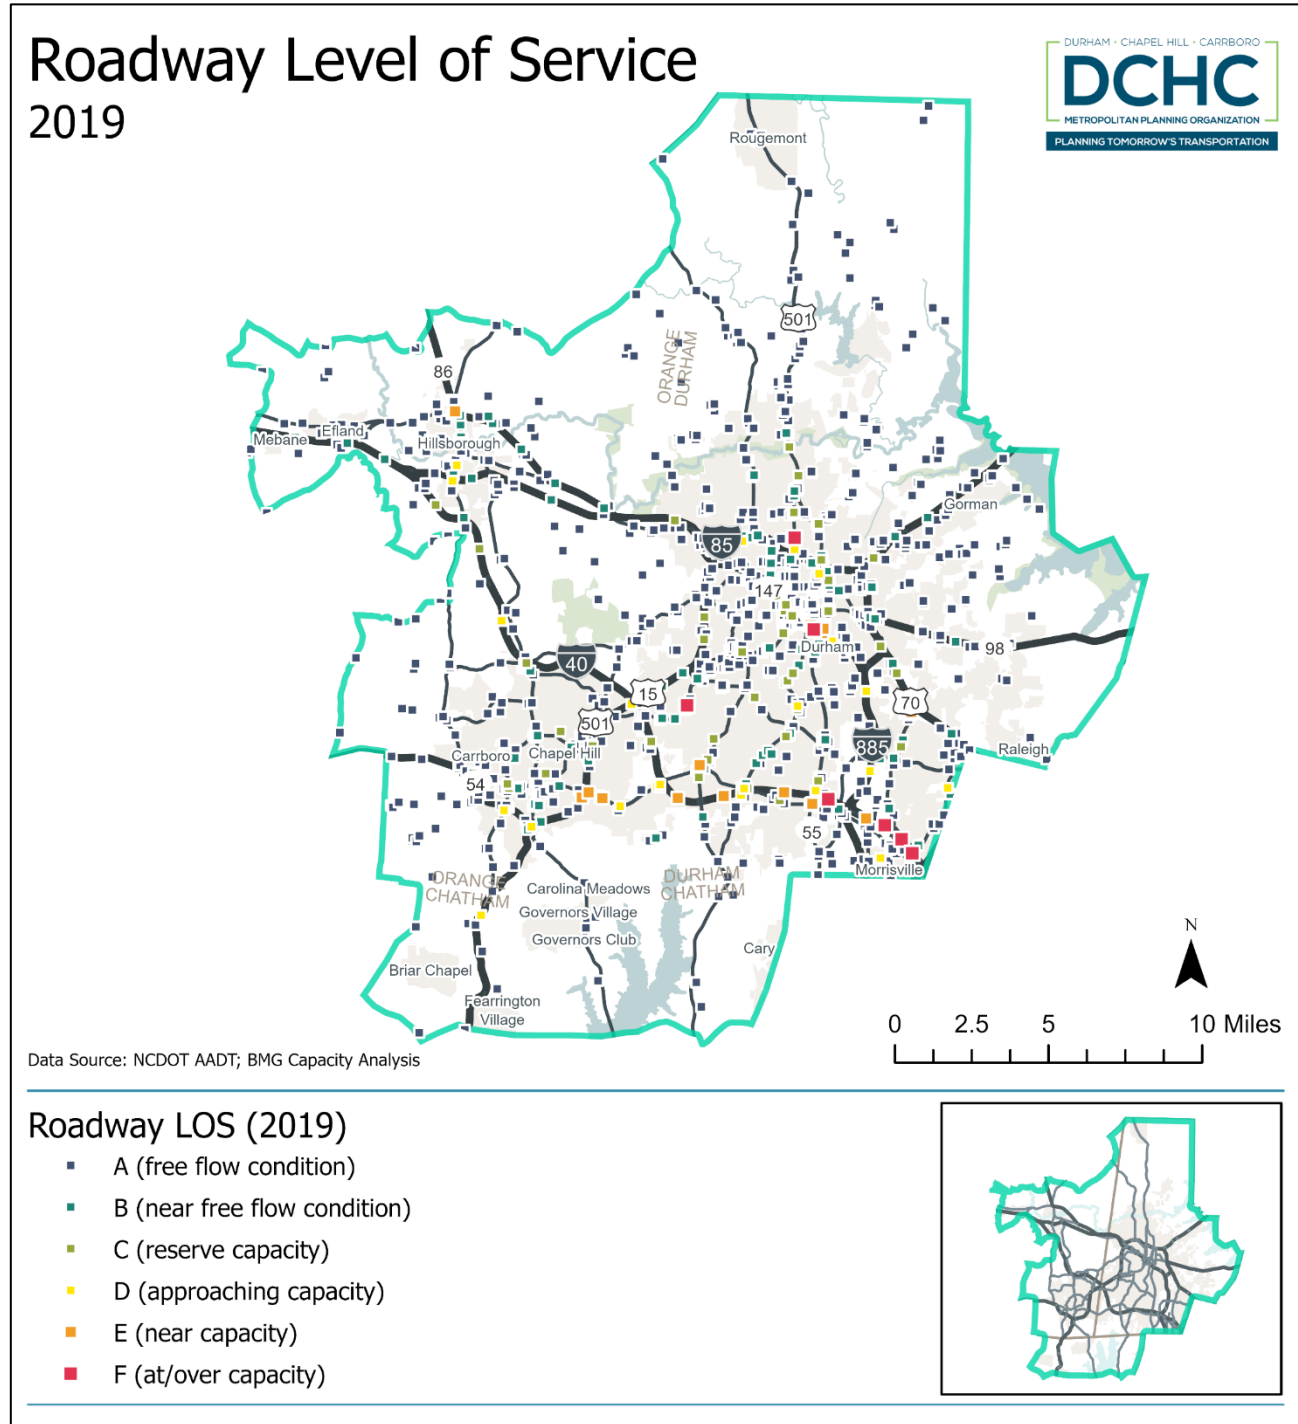 Roadway Level of Service
2019
DURHAM · CHAPEL HILL · CARRBORO
DCHC
METROPOLITAN PLANNING ORGANIZATION
PLANNING TOMORROW'S TRANSPORTATION
Rougemont
501
ORANGE
DURHAM
86
Mebane
Efland
Hillsborough
Gorman
85
147
Durham
98
40
15
501
70
885
Raleigh
Carrboro
Chapel Hill
54
55
Morrisville
ORANGE
CHATHAM
DURHAM
CHATHAM
Carolina Meadows
Governors Village
Governors Club
Cary
Briar Chapel
Fearrington
Village
N
0 2.5 5 10 Miles
Data Source: NCDOT AADT; BMG Capacity Analysis
Roadway LOS (2019)
A (free flow condition)
B (near free flow condition)
C (reserve capacity)
D (approaching capacity)
E (near capacity)
F (at/over capacity)